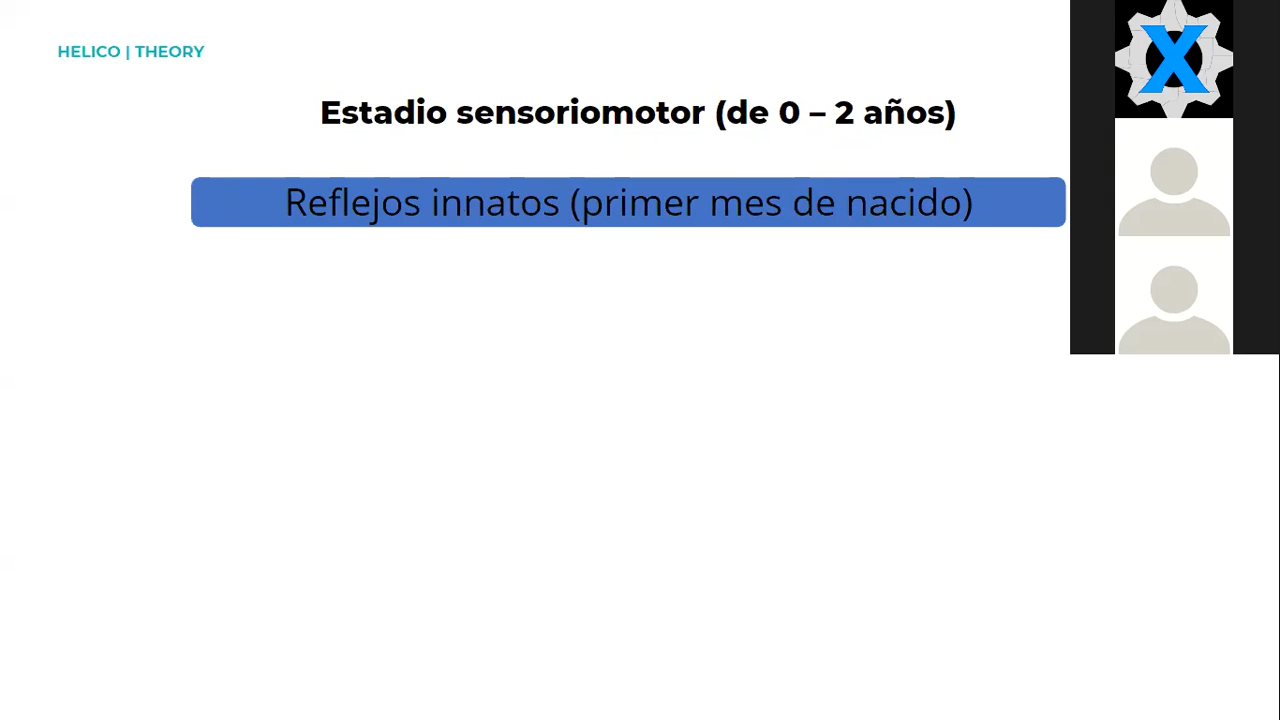 HELICO | THEORY
Estadio sensoriomotor (de 0 – 2 años)
Reflejos innatos (primer mes de nacido)
X